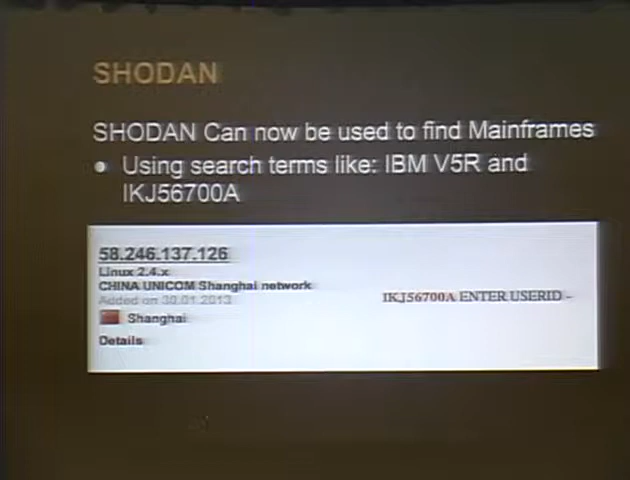 SHODAN
SHODAN Can now be used to find Mainframes
• Using search terms like: IBM V5R and
IKJ56700A
58.246.137.126
Linux 2.4.x
CHINA UNICOM Shanghai network
Added on 30.01.2013
IKJ56700A ENTER USERID -
Shanghai
Details